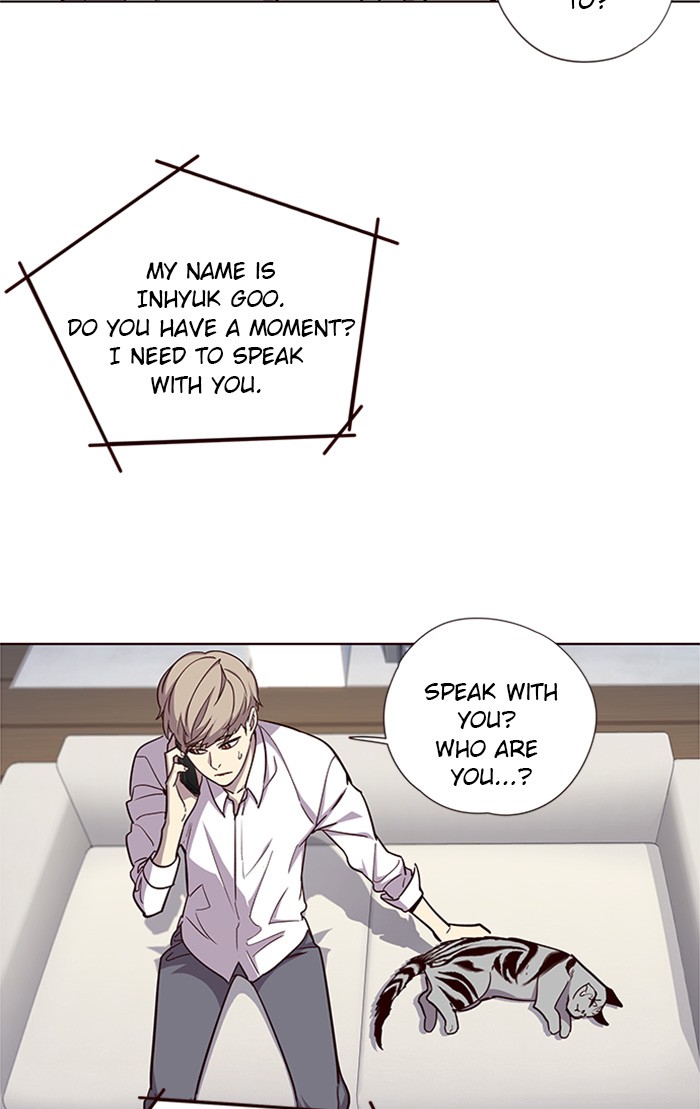 TO?
MY NAME IS
INHYUK GOO.
DO YOU HAVE A MOMENT?
I NEED TO SPEAK
WITH YOU.
SPEAK WITH
YOU?
WHO ARE
YOU...?